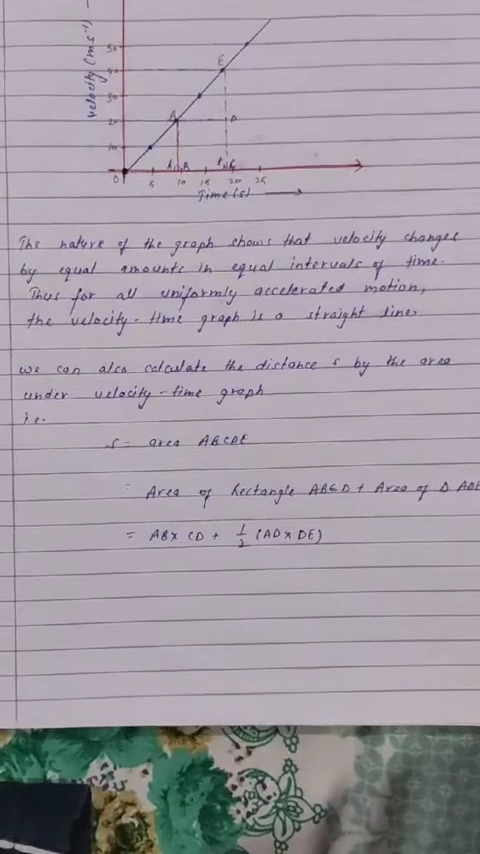 velocity (ms⁻¹)
50
E
40
30
A
D
20
10
0
5
10
15
20
25
Time(s)
The nature of the graph shows that velocity changes
by equal amounts in equal intervals of time.
Thus for all uniformly accelerated motion,
the velocity-time graph is a straight line.
we can also calculate the distance s by the area
under velocity-time graph
i.e.
s = area ABCDE
= Area of Rectangle ABCD + Area of Δ ADE
= AB× CD + 1/2 (AD×DE)